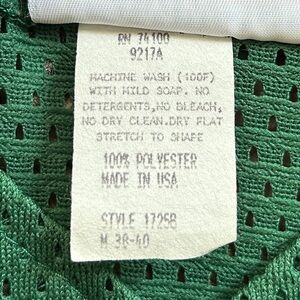 RN 74100
9217A
MACHINE WASH (100F)
WITH MILD SOAP. NO
DETERGENTS,NO BLEACH,
NO DRY CLEAN.DRY FLAT
STRETCH TO SHAPE
100% POLYESTER
MADE IN USA
STYLE 1725B
M 38-40